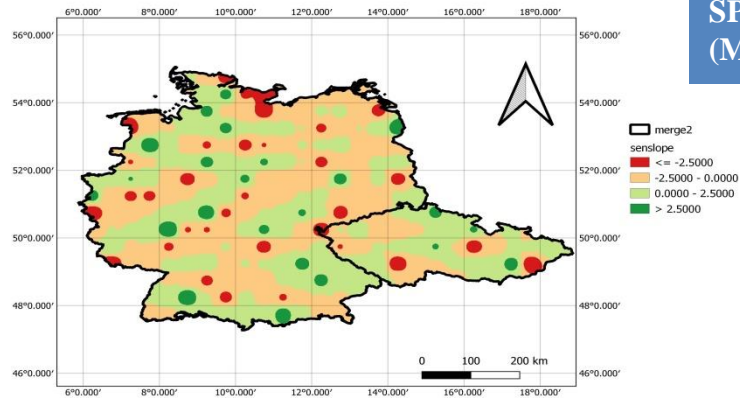 SP
(M
6°0.000′ 8°0.000′ 10°0.000′ 12°0.000′ 14°0.000′ 16°0.000′ 18°0.000′
56°0.000′ 56°0.000′
54°0.000′ 54°0.000′
merge2
senslope
<= -2.5000
-2.5000 - 0.0000
0.0000 - 2.5000
> 2.5000
52°0.000′ 52°0.000′
50°0.000′ 50°0.000′
48°0.000′ 48°0.000′
0 100 200 km
46°0.000′ 46°0.000′
6°0.000′ 8°0.000′ 10°0.000′ 12°0.000′ 14°0.000′ 16°0.000′ 18°0.000′